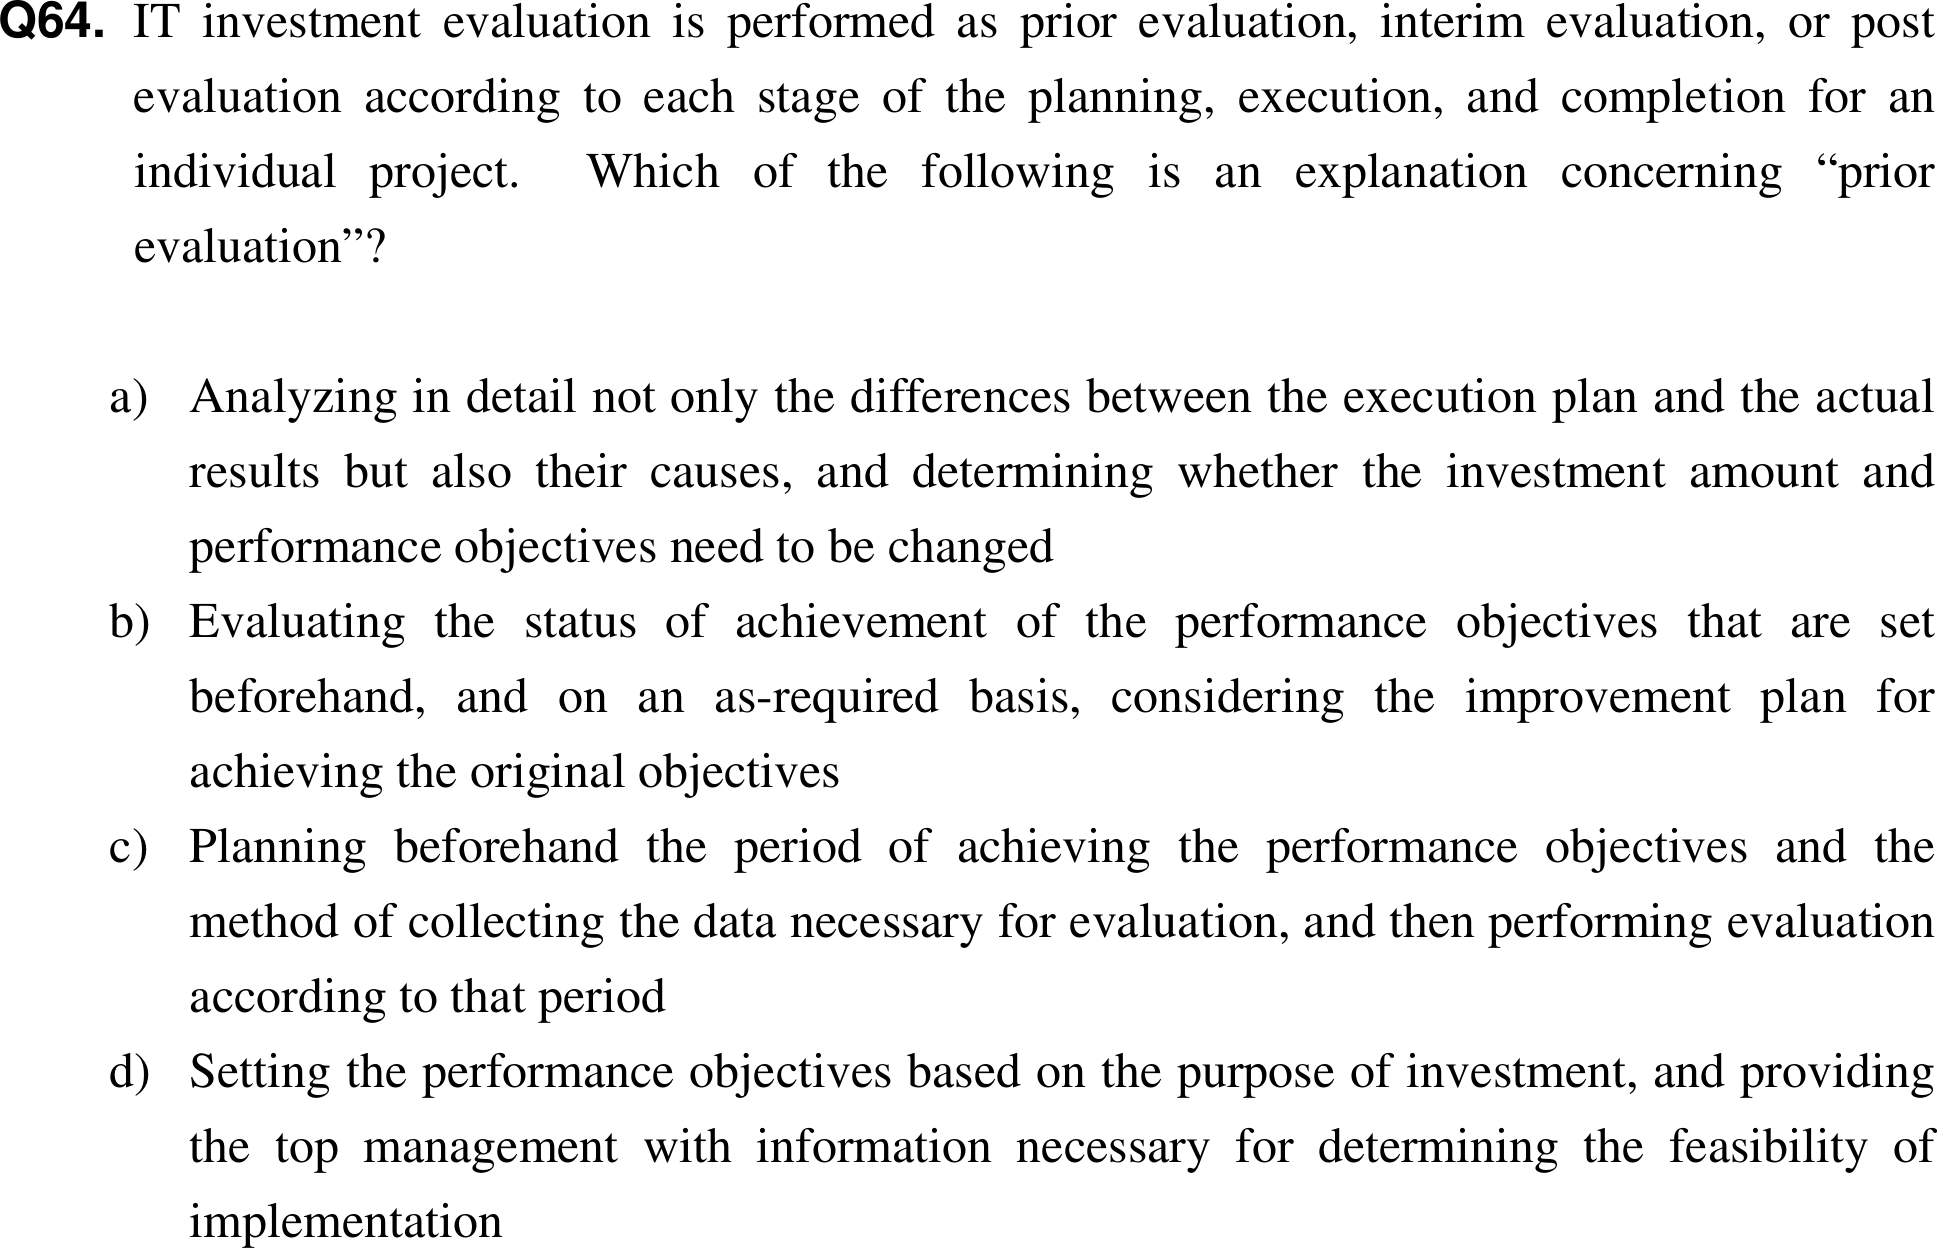 Q64. IT investment evaluation is performed as prior evaluation, interim evaluation, or post
evaluation according to each stage of the planning, execution, and completion for an
individual project. Which of the following is an explanation concerning “prior
evaluation”?
a) Analyzing in detail not only the differences between the execution plan and the actual
results but also their causes, and determining whether the investment amount and
performance objectives need to be changed
b) Evaluating the status of achievement of the performance objectives that are set
beforehand, and on an as-required basis, considering the improvement plan for
achieving the original objectives
c) Planning beforehand the period of achieving the performance objectives and the
method of collecting the data necessary for evaluation, and then performing evaluation
according to that period
d) Setting the performance objectives based on the purpose of investment, and providing
the top management with information necessary for determining the feasibility of
implementation